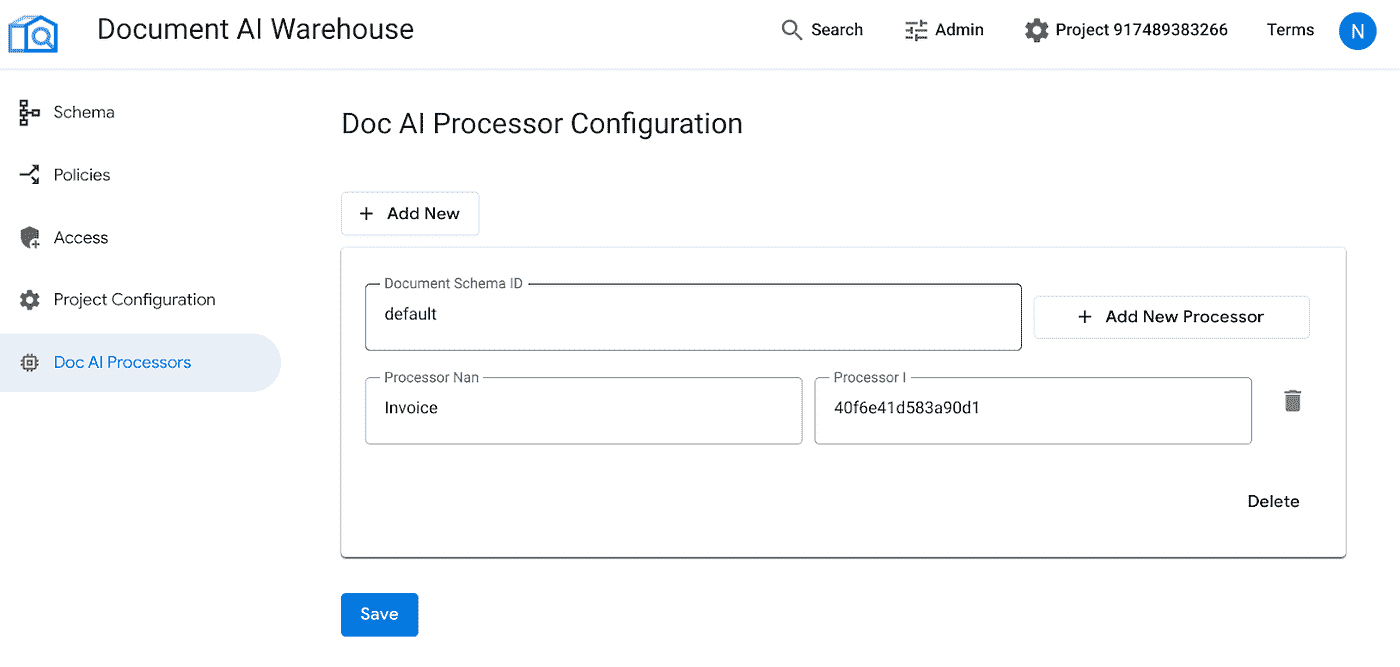 Document AI Warehouse
Search
Admin
Project 917489383266
Terms
N
Schema
Policies
Access
Project Configuration
Doc AI Processors
Doc AI Processor Configuration
+ Add New
Document Schema ID
default
+ Add New Processor
Processor Nan
Invoice
Processor I
40f6e41d583a90d1
Delete
Save